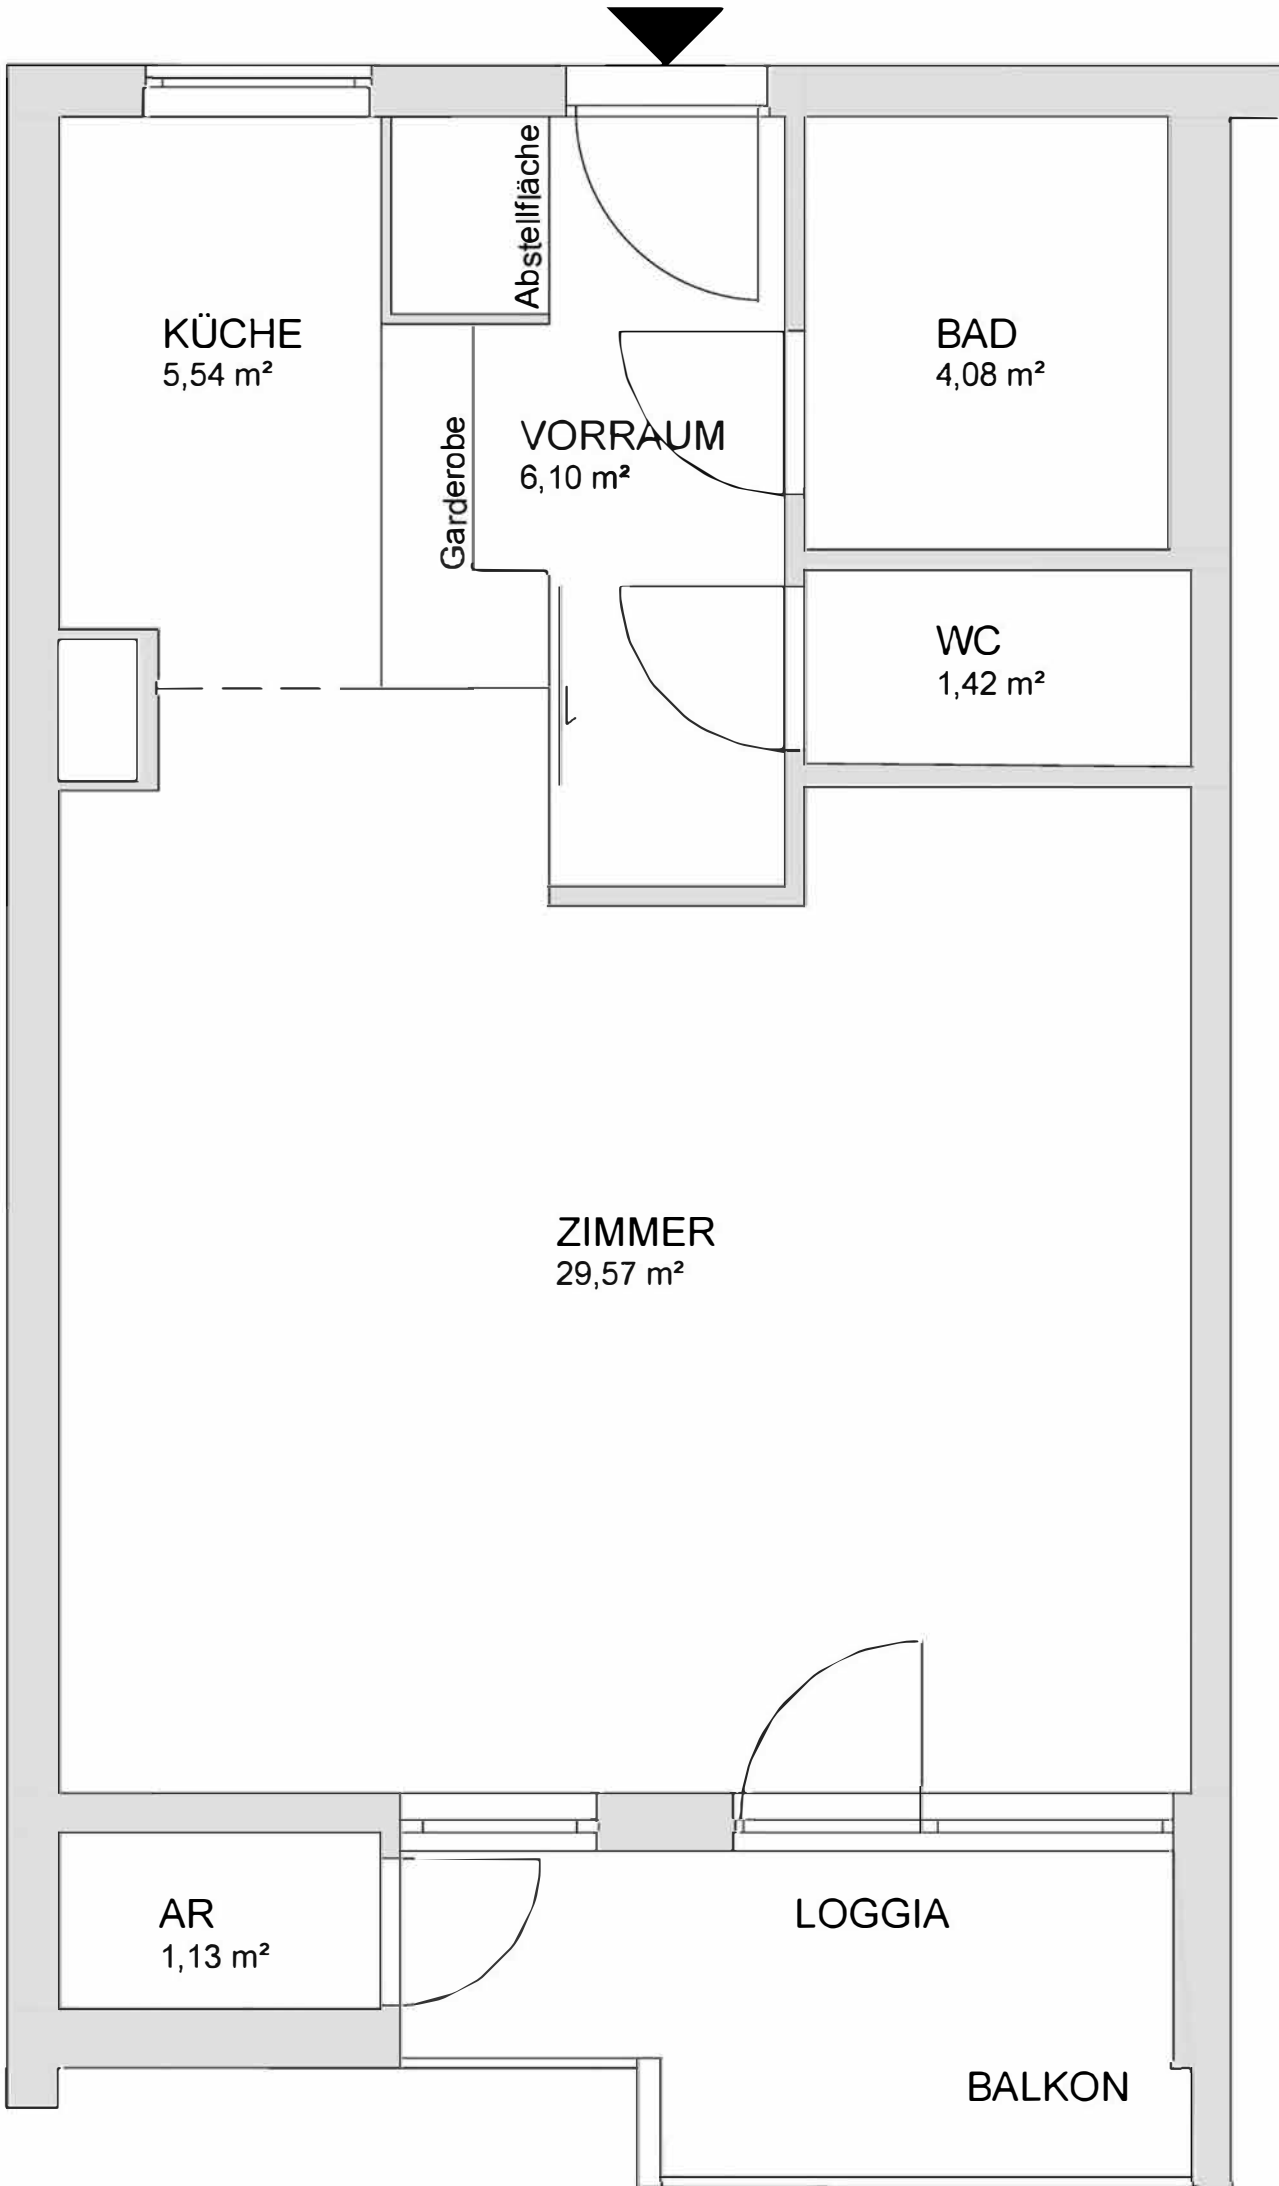 Abstellfläche
KÜCHE
5,54 m²
BAD
4,08 m²
Garderobe
VORRAUM
6,10 m²
WC
1,42 m²
ZIMMER
29,57 m²
AR
1,13 m²
LOGGIA
BALKON